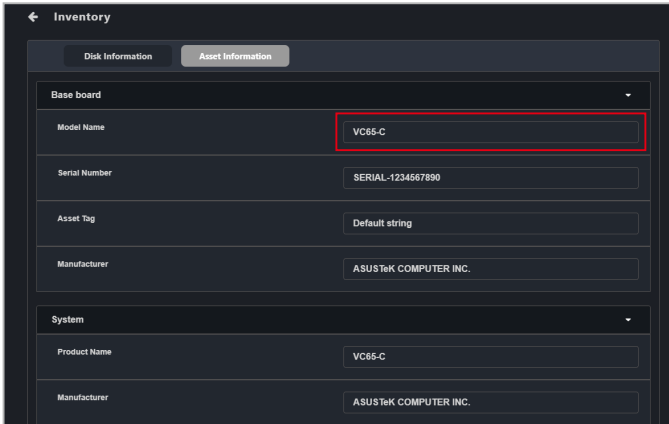 Inventory
Disk Information
Asset Information
Base board
Model Name
VC65-C
Serial Number
SERIAL-1234567890
Asset Tag
Default string
Manufacturer
ASUSTeK COMPUTER INC.
System
Product Name
VC65-C
Manufacturer
ASUSTeK COMPUTER INC.